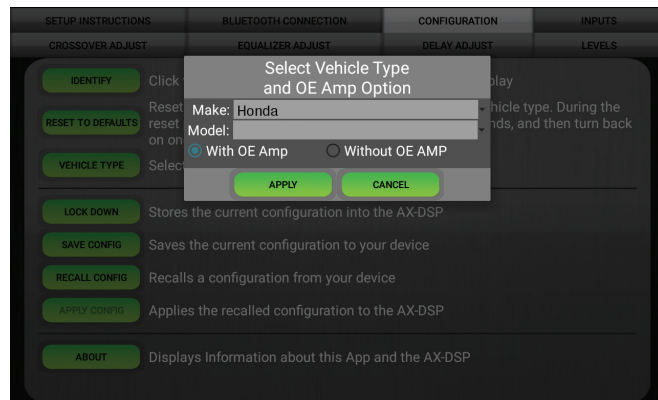 SETUP INSTRUCTIONS BLUETOOTH CONNECTION CONFIGURATION INPUTS
CROSSOVER ADJUST EQUALIZER ADJUST DELAY ADJUST LEVELS
Select Vehicle Type
and OE Amp Option
Make: Honda
Model:
With OE Amp Without OE AMP
APPLY CANCEL
IDENTIFY Click play
Reset hicle type. During the
RESET TO DEFAULTS reset nds, and then turn back
on on
VEHICLE TYPE Select
LOCK DOWN Stores the current configuration into the AX-DSP
SAVE CONFIG Saves the current configuration to your device
RECALL CONFIG Recalls a configuration from your device
APPLY CONFIG Applies the recalled configuration to the AX-DSP
ABOUT Displays Information about this App and the AX-DSP